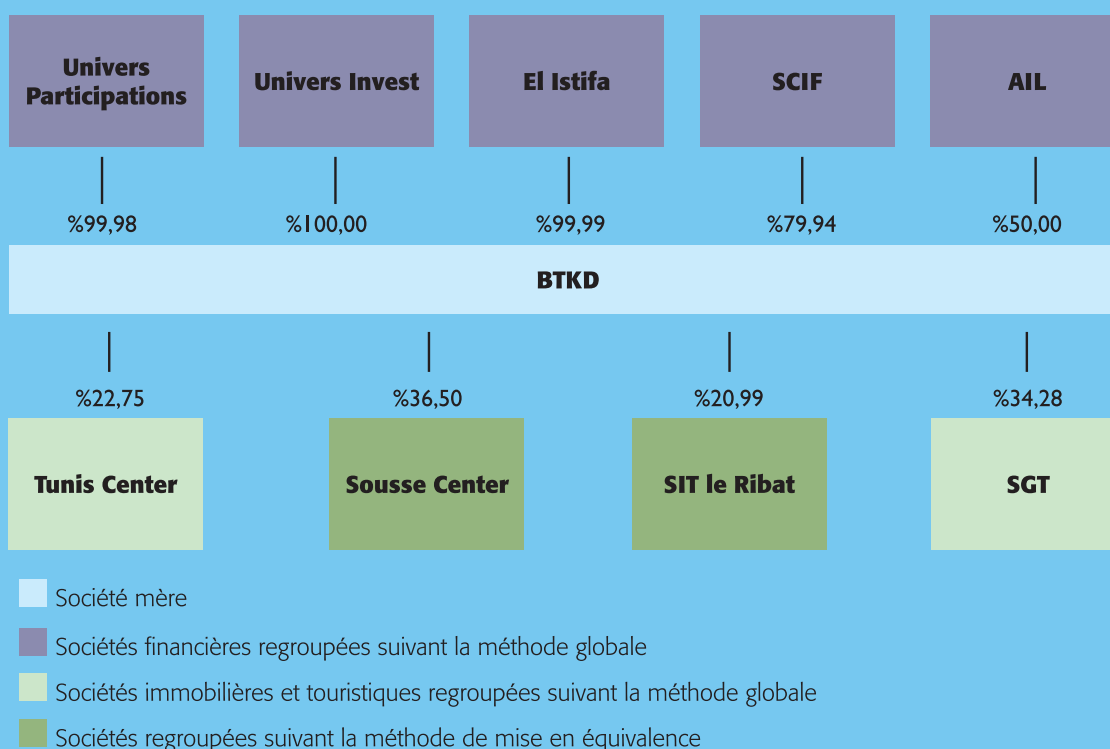 Univers
Participations
Univers Invest
El Istifa
SCIF
AIL
%99,98
%100,00
%99,99
%79,94
%50,00
BTKD
%22,75
%36,50
%20,99
%34,28
Tunis Center
Sousse Center
SIT le Ribat
SGT
Société mère
Sociétés financières regroupées suivant la méthode globale
Sociétés immobilières et touristiques regroupées suivant la méthode globale
Sociétés regroupées suivant la méthode de mise en équivalence